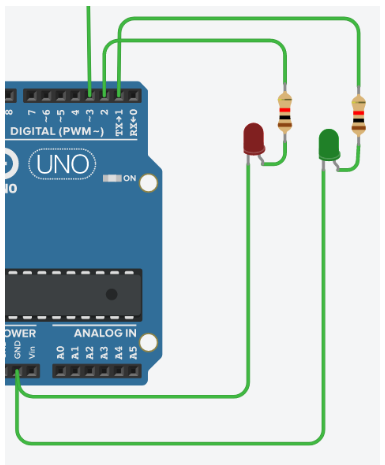 8 7 ~6 ~5 4 ~3 2 TX→1 RX←0
DIGITAL (PWM~)
UNO
NO
ON
OWER ANALOG IN
GND Vin A0 A1 A2 A3 A4 A5